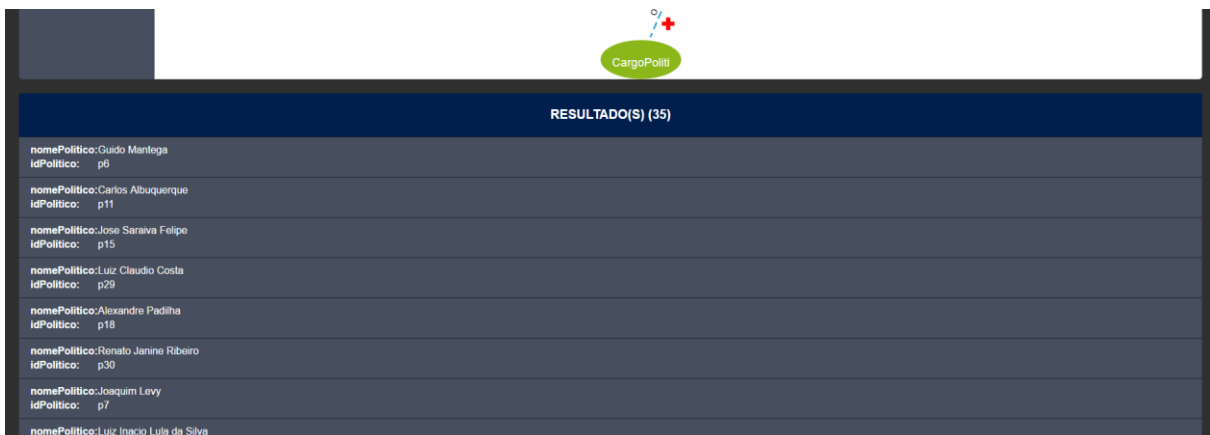 CargoPoliti
RESULTADO(S) (35)
nomePolitico:Guido Mantega
idPolitico: p6
nomePolitico:Carlos Albuquerque
idPolitico: p11
nomePolitico:Jose Saraiva Felipe
idPolitico: p15
nomePolitico:Luiz Claudio Costa
idPolitico: p29
nomePolitico:Alexandre Padilha
idPolitico: p18
nomePolitico:Renato Janine Ribeiro
idPolitico: p30
nomePolitico:Joaquim Levy
idPolitico: p7
nomePolitico:Luiz Inacio Lula da Silva